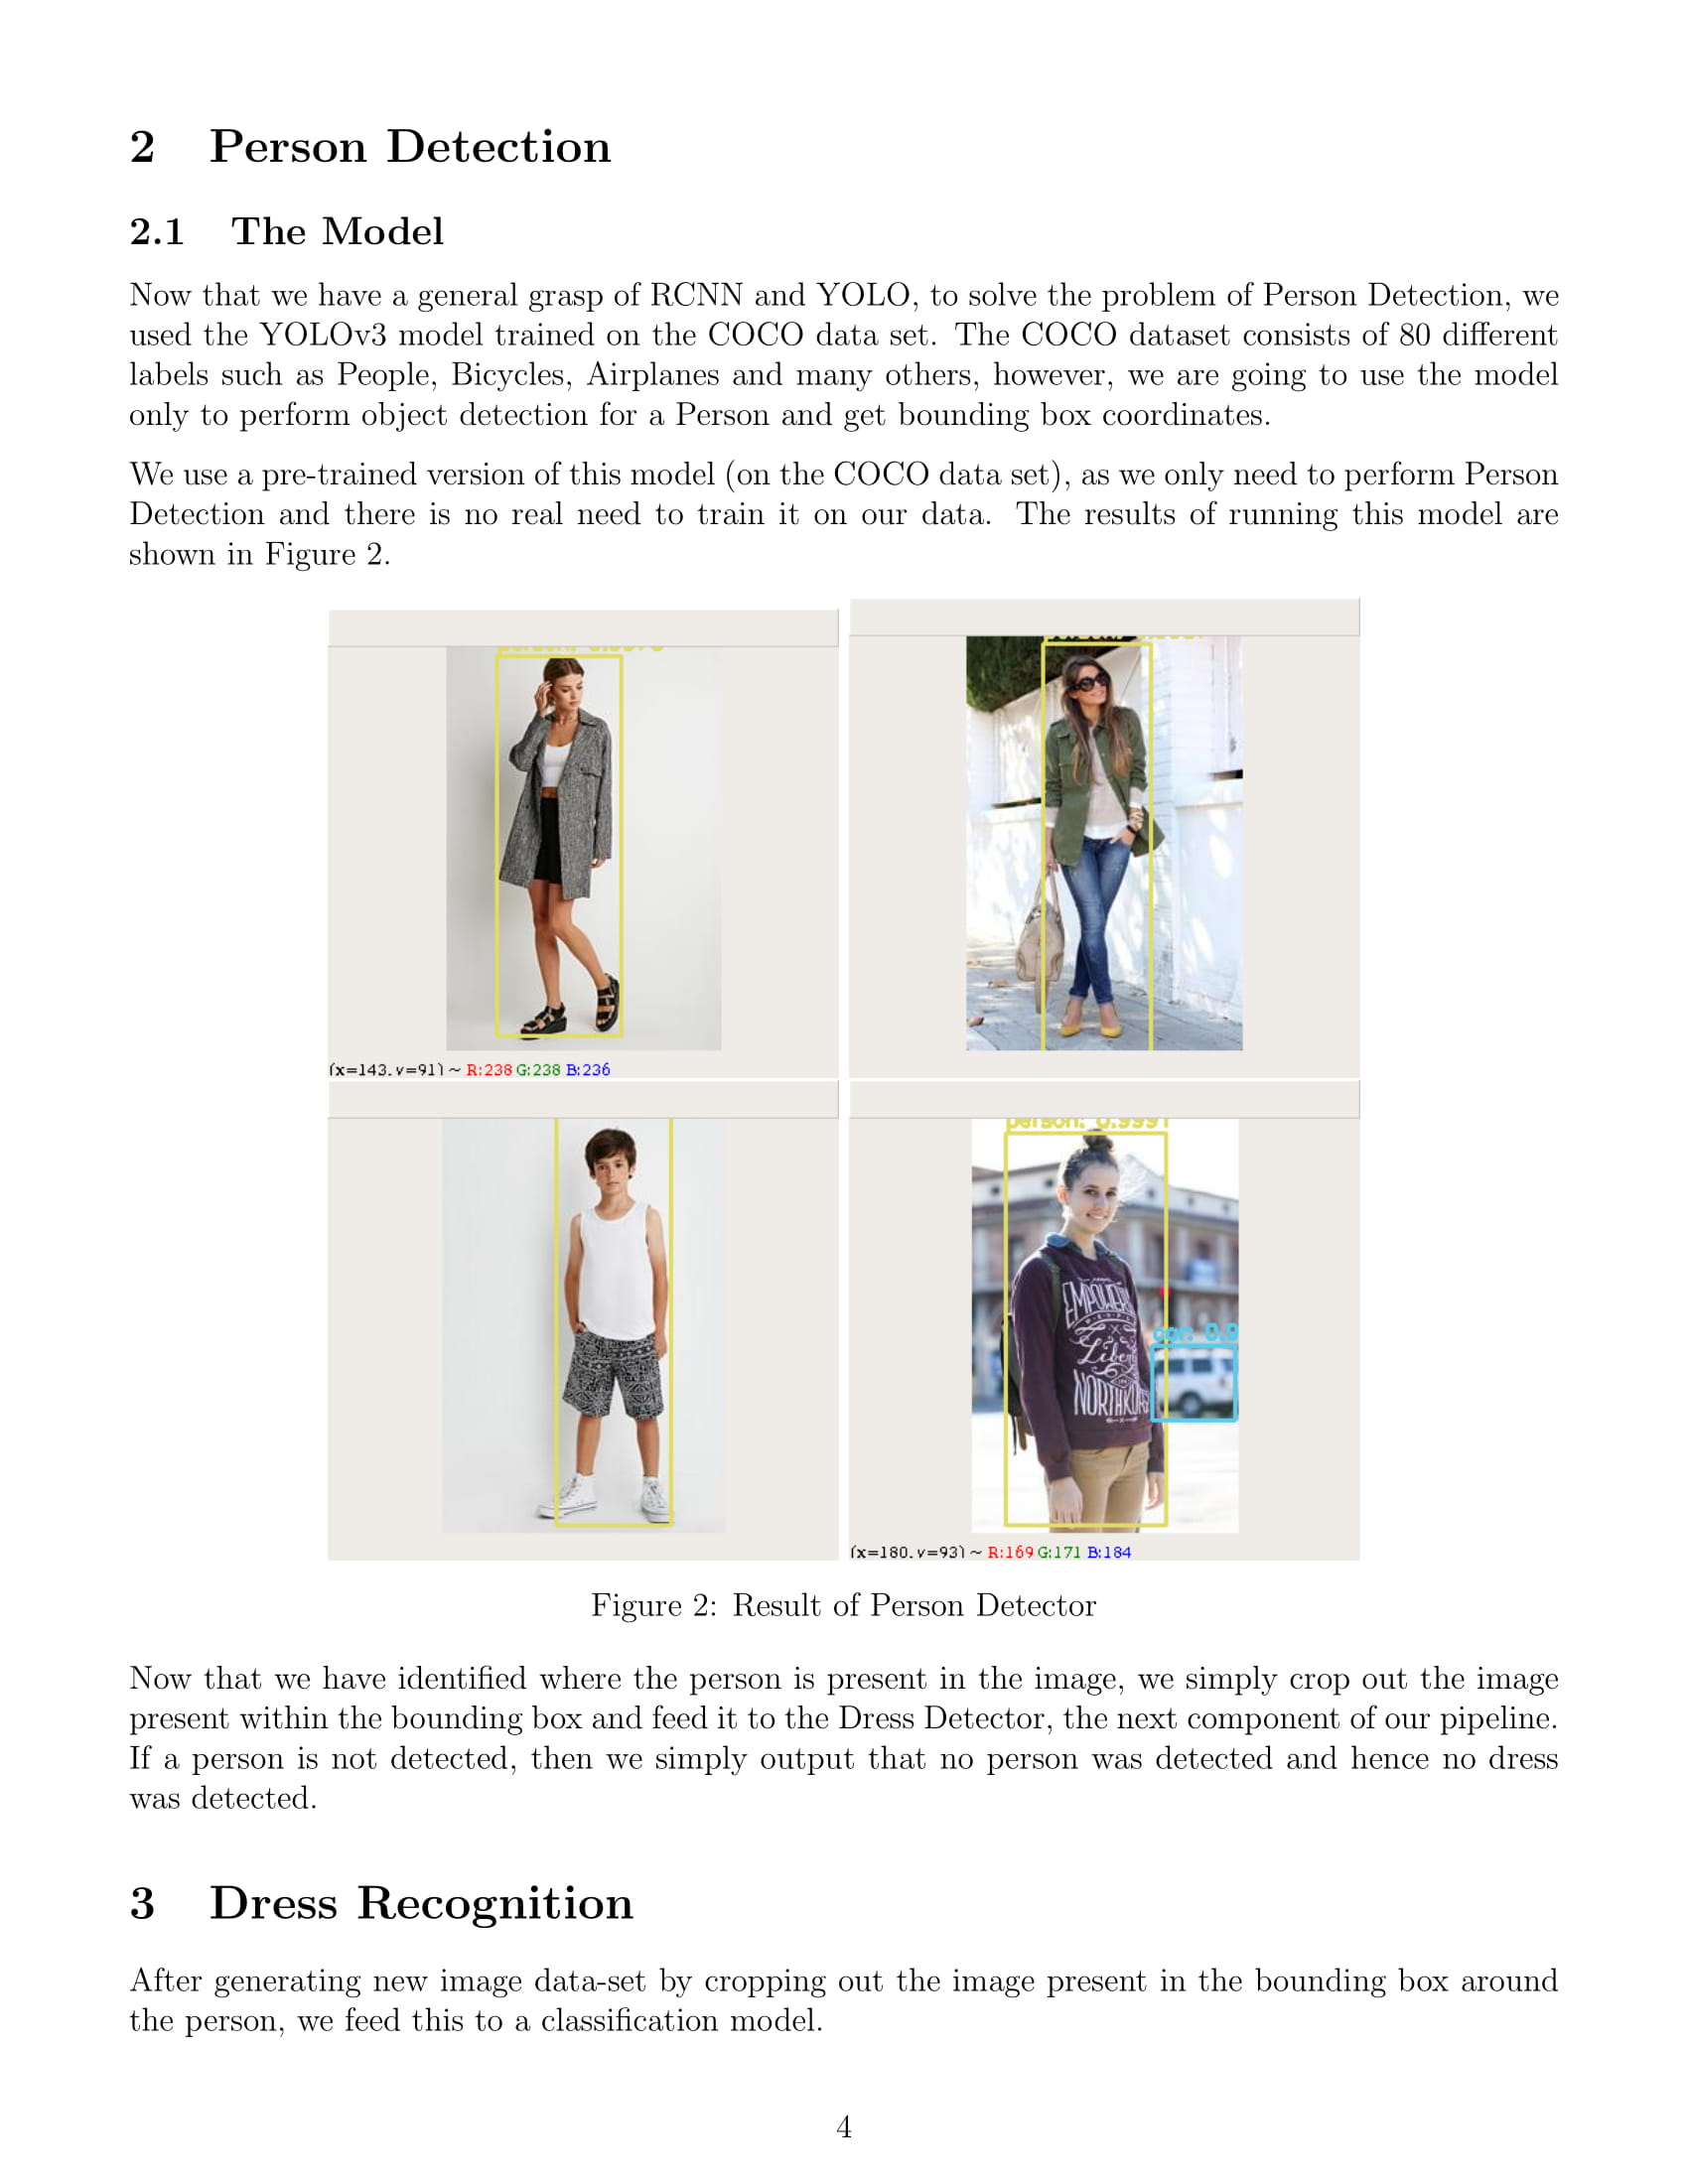 2 Person Detection
2.1 The Model
Now that we have a general grasp of RCNN and YOLO, to solve the problem of Person Detection, we
used the YOLOv3 model trained on the COCO data set. The COCO dataset consists of 80 different
labels such as People, Bicycles, Airplanes and many others, however, we are going to use the model
only to perform object detection for a Person and get bounding box coordinates.
We use a pre-trained version of this model (on the COCO data set), as we only need to perform Person
Detection and there is no real need to train it on our data. The results of running this model are
shown in Figure 2.
(x=143, y=91) ~ R:238 G:238 B:236
person: 0.9991
EMPOWER
Liber
IN
NORTHKOR
car: 0.9
(x=180, y=93) ~ R:169 G:171 B:184
Figure 2: Result of Person Detector
Now that we have identified where the person is present in the image, we simply crop out the image
present within the bounding box and feed it to the Dress Detector, the next component of our pipeline.
If a person is not detected, then we simply output that no person was detected and hence no dress
was detected.
3 Dress Recognition
After generating new image data-set by cropping out the image present in the bounding box around
the person, we feed this to a classification model.
4